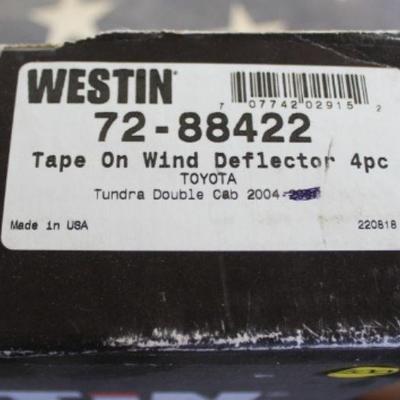 WESTIN
7 07742 02915 2
72-88422
Tape On Wind Deflector 4pc
TOYOTA
Tundra Double Cab 2004-
Made in USA
220818